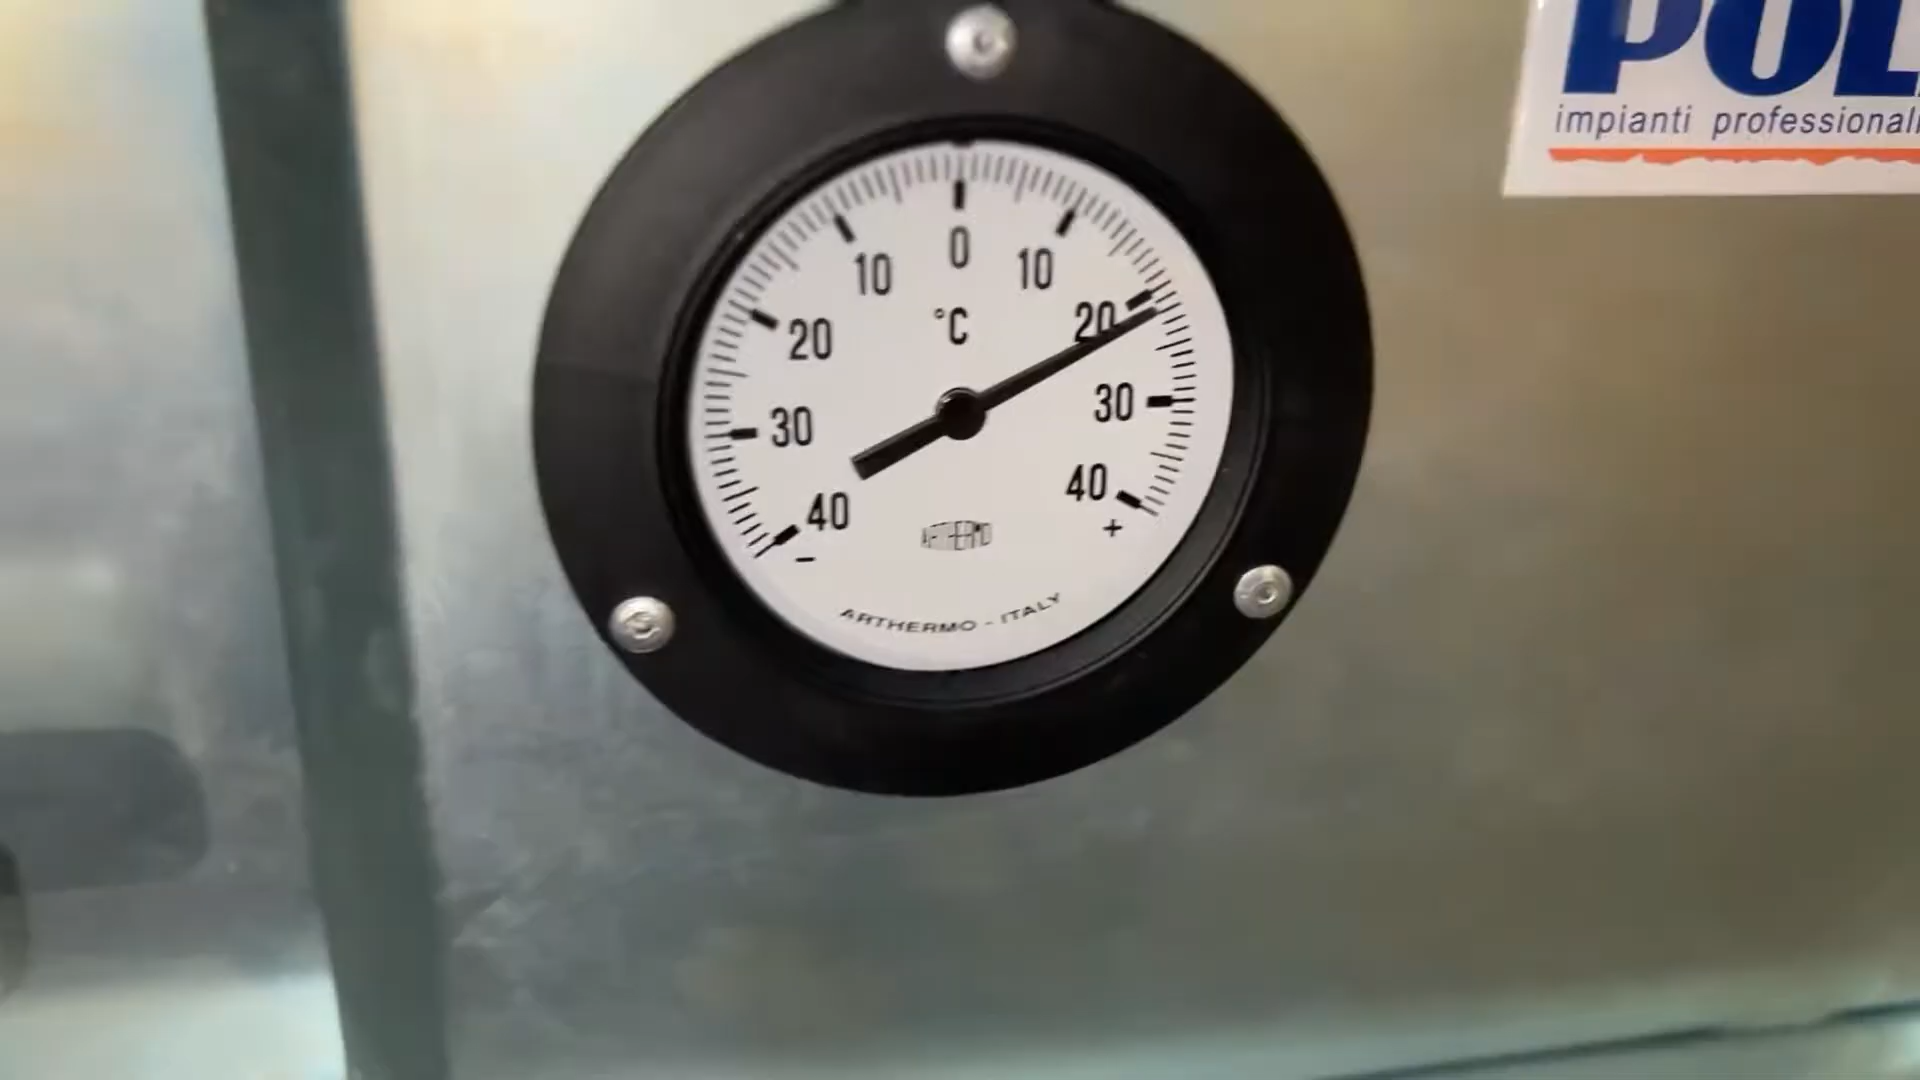 POL
impianti professionali
0
10
10
°C
20
20
30
30
40
40
-
+
ARTHERMO
ARTHERMO - ITALY